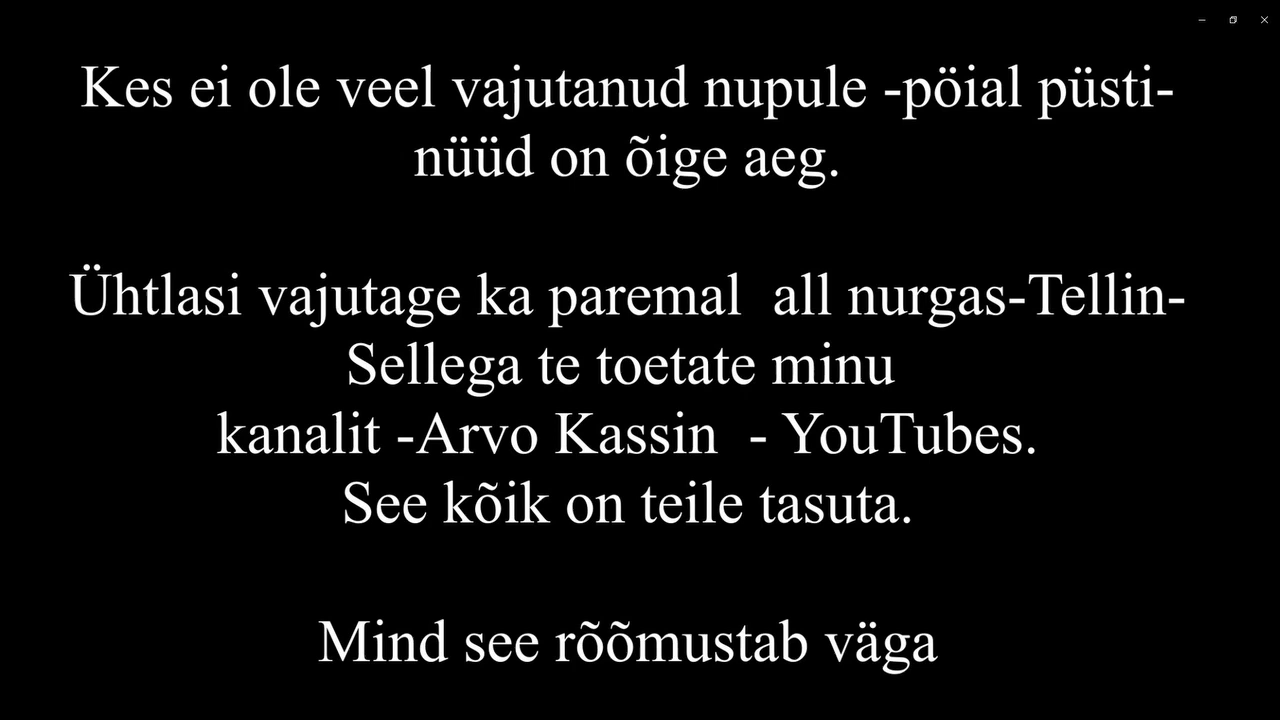 Kes ei ole veel vajutanud nupule -pöial püsti-
nüüd on õige aeg.
Ühtlasi vajutage ka paremal  all nurgas-Tellin-
Sellega te toetate minu
kanalit -Arvo Kassin  - YouTubes.
See kõik on teile tasuta.
Mind see rõõmustab väga